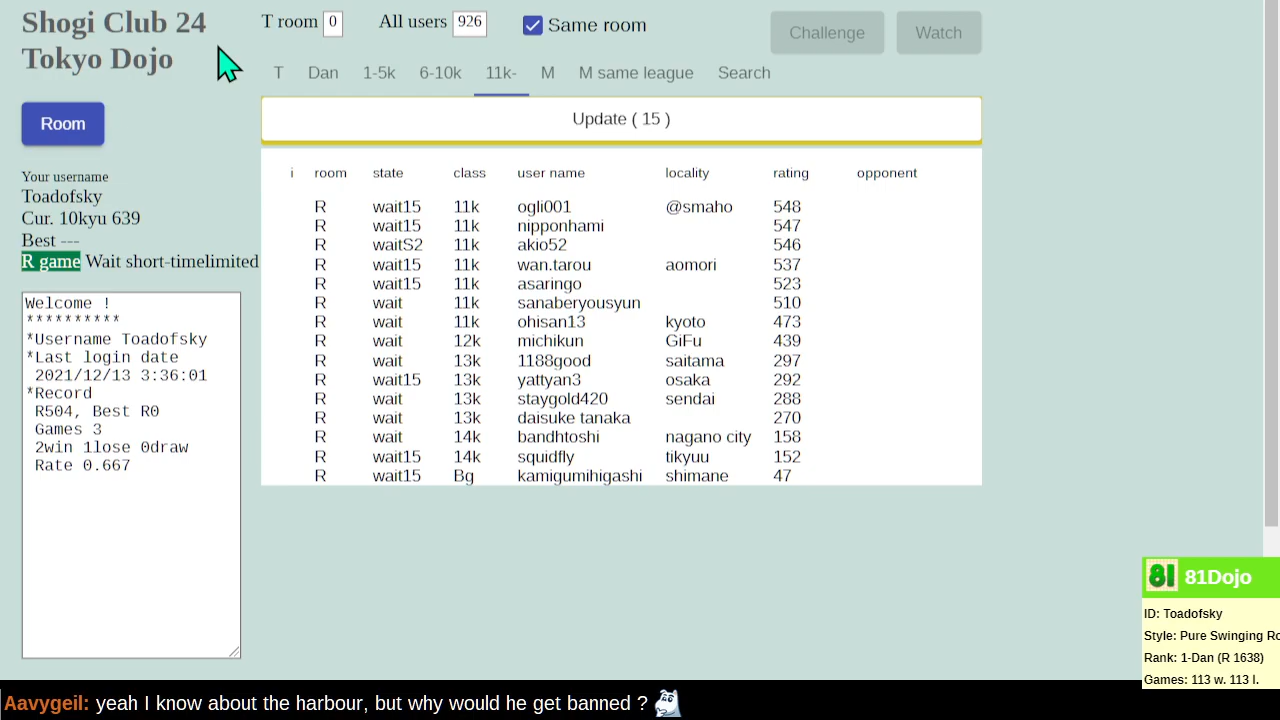 Shogi Club 24
Tokyo Dojo
T room 0 All users 926 Same room Challenge Watch
T Dan 1-5k 6-10k 11k- M M same league Search
Room
Update ( 15 )
Your username
Toadofsky
Cur. 10kyu 639
Best ---
R game Wait short-timelimited
Welcome !
**********
*Username Toadofsky
*Last login date
2021/12/13 3:36:01
*Record
R504, Best R0
Games 3
2win 1lose 0draw
Rate 0.667
i room state class user name locality rating opponent
R wait15 11k ogli001 @smaho 548
R wait15 11k nipponhami 547
R waitS2 11k akio52 546
R wait15 11k wan.tarou aomori 537
R wait15 11k asaringo 523
R wait 11k sanaberyousyun 510
R wait 11k ohisan13 kyoto 473
R wait 12k michikun GiFu 439
R wait 13k 1188good saitama 297
R wait15 13k yattyan3 osaka 292
R wait 13k staygold420 sendai 288
R wait 13k daisuke tanaka 270
R wait 14k bandhtoshi nagano city 158
R wait15 14k squidfly tikyuu 152
R wait15 Bg kamigumihigashi shimane 47
81 81Dojo
ID: Toadofsky
Style: Pure Swinging Ro
Rank: 1-Dan (R 1638)
Games: 113 w. 113 l.
Aavygeil: yeah I know about the harbour, but why would he get banned ?